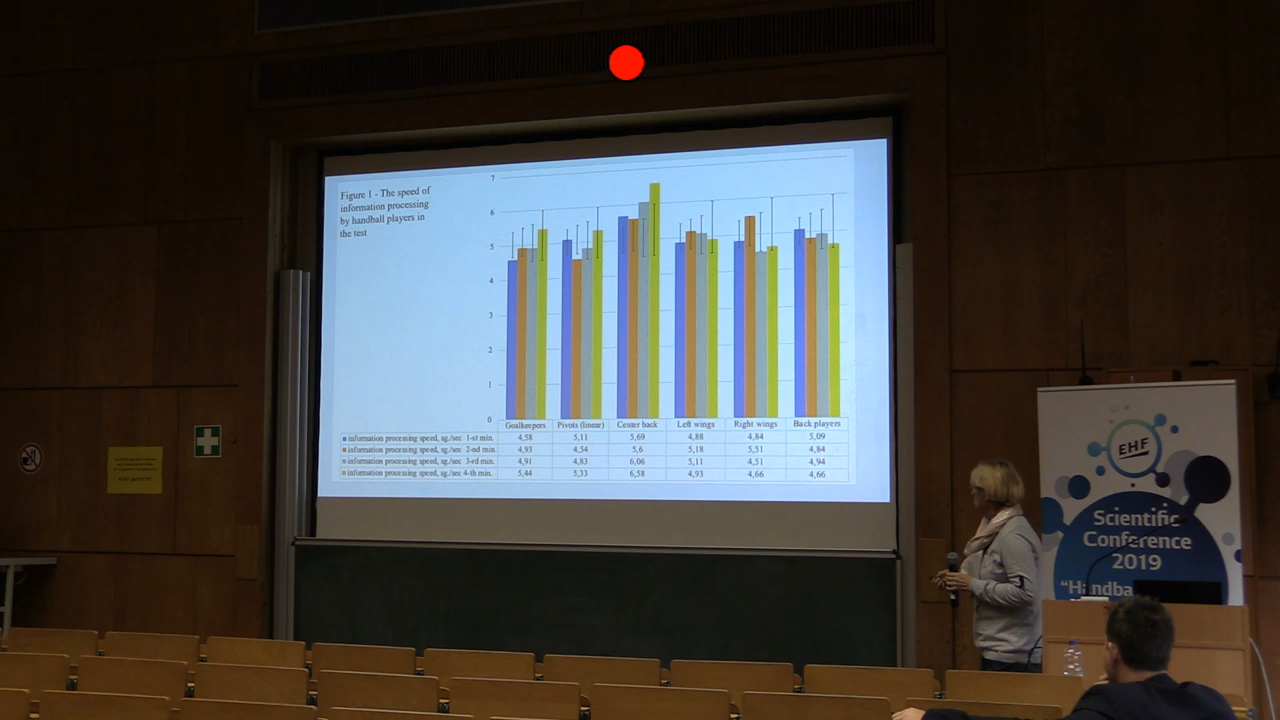 Figure 1 - The speed of
information processing
by handball players in
the test
7
6
5
4
3
2
1
0
Goalkeepers Pivots (linear) Center back Left wings Right wings Back players
information processing speed, sg./sec 1-st min. 4,58 5,11 5,69 4,88 4,84 5,09
information processing speed, sg./sec 2-nd min. 4,93 4,54 5,6 5,18 5,51 4,84
information processing speed, sg./sec 3-rd min. 4,91 4,83 6,06 5,11 4,51 4,94
information processing speed, sg./sec 4-th min. 5,44 5,33 6,58 4,93 4,66 4,66
EHF
Scientific
Conference
2019
"Handba